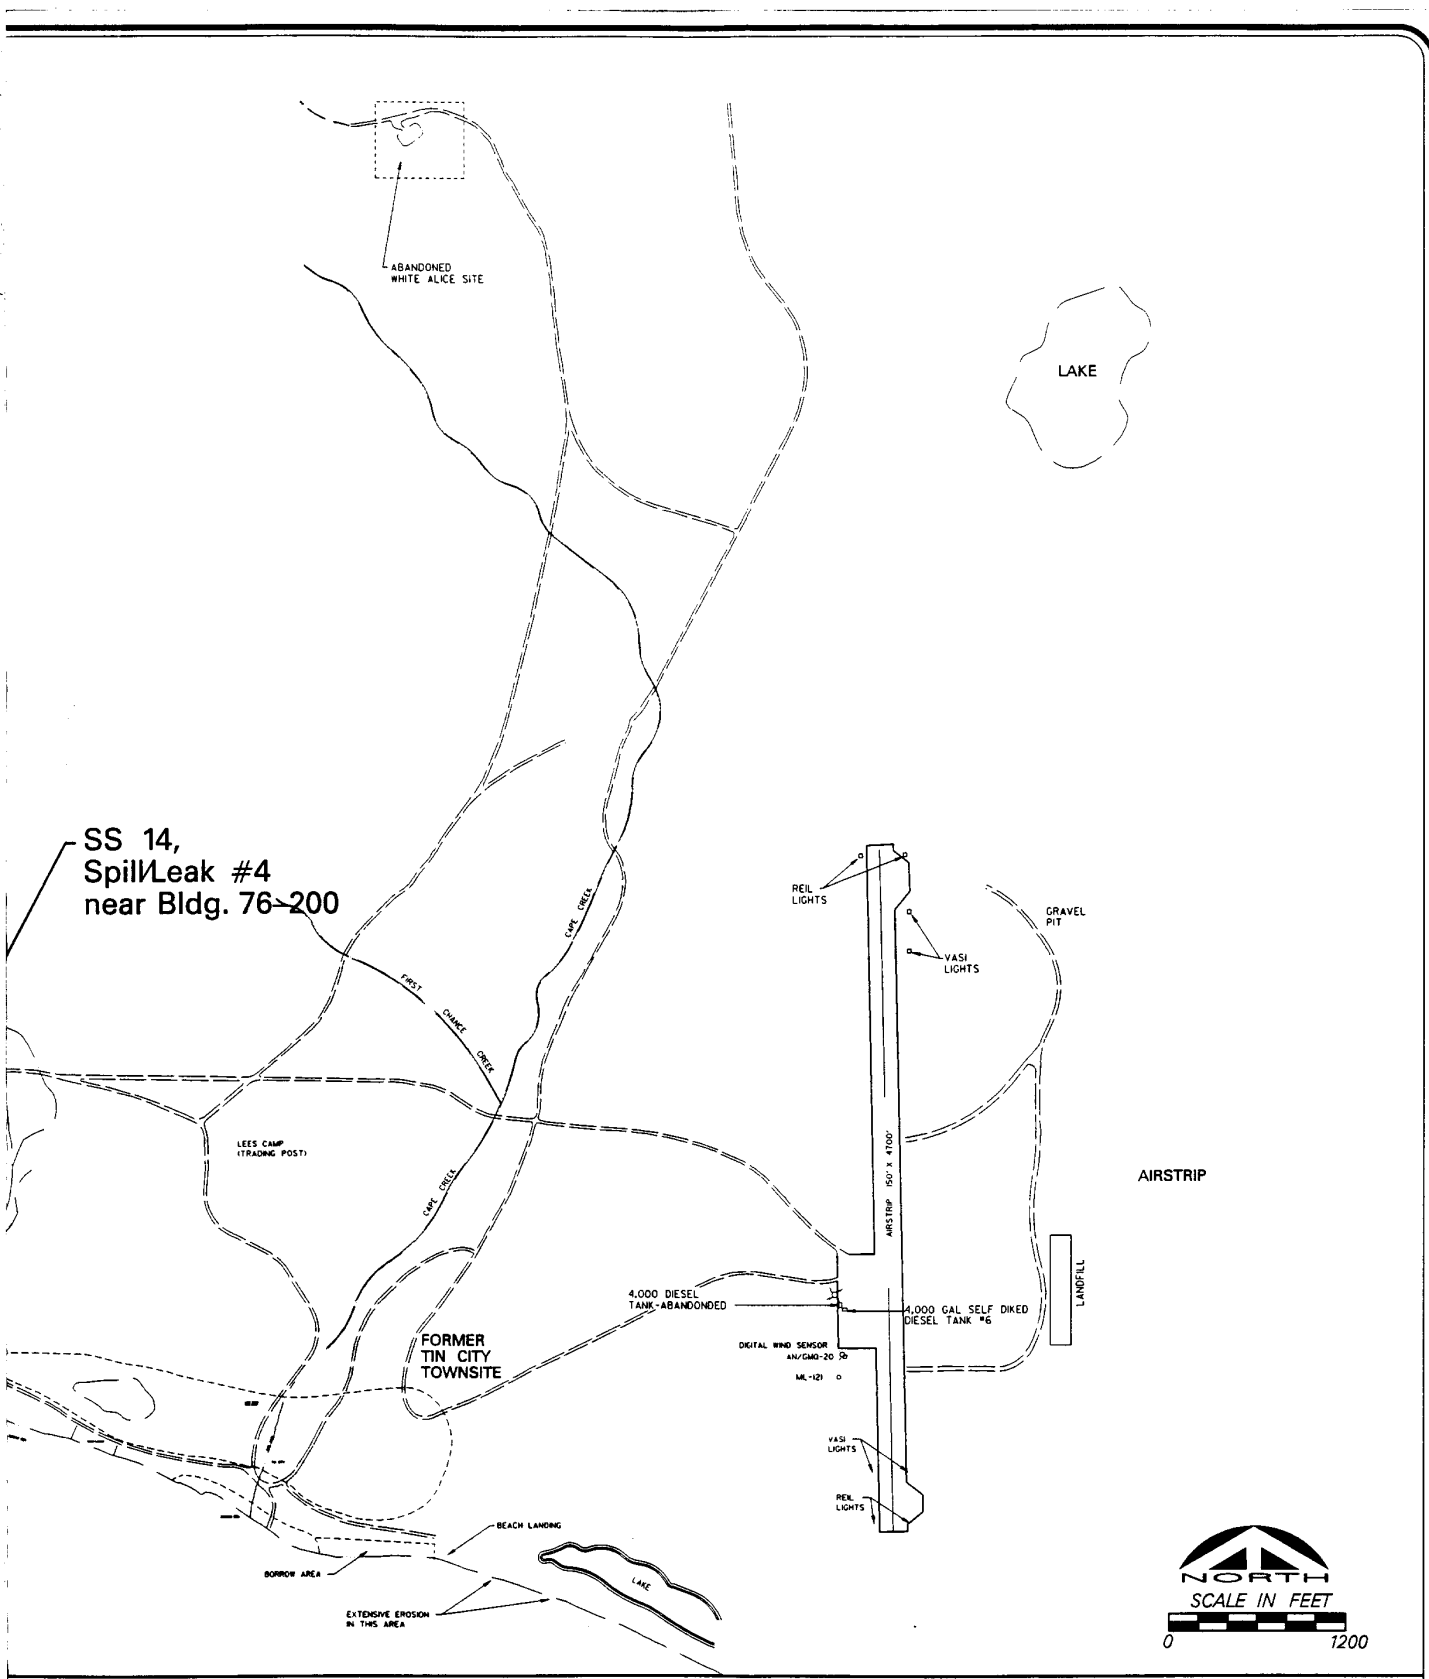 ABANDONED
WHITE ALICE SITE
LAKE
SS 14,
Spill/Leak #4
near Bldg. 76-200
CAPE CREEK
REIL
LIGHTS
GRAVEL
PIT
VASI
LIGHTS
FIRST CHANCE CREEK
LEES CAMP
(TRADING POST)
CAPE CREEK
AIRSTRIP 150' X 4700'
AIRSTRIP
LANDFILL
4,000 DIESEL
TANK-ABANDONDED
4,000 GAL SELF DIKED
DIESEL TANK #6
FORMER
TIN CITY
TOWNSITE
DIGITAL WIND SENSOR
AN/GMQ-20
ML-121
VASI
LIGHTS
REIL
LIGHTS
BEACH LANDING
BORROW AREA
LAKE
EXTENSIVE EROSION
IN THIS AREA
NORTH
SCALE IN FEET
0 1200